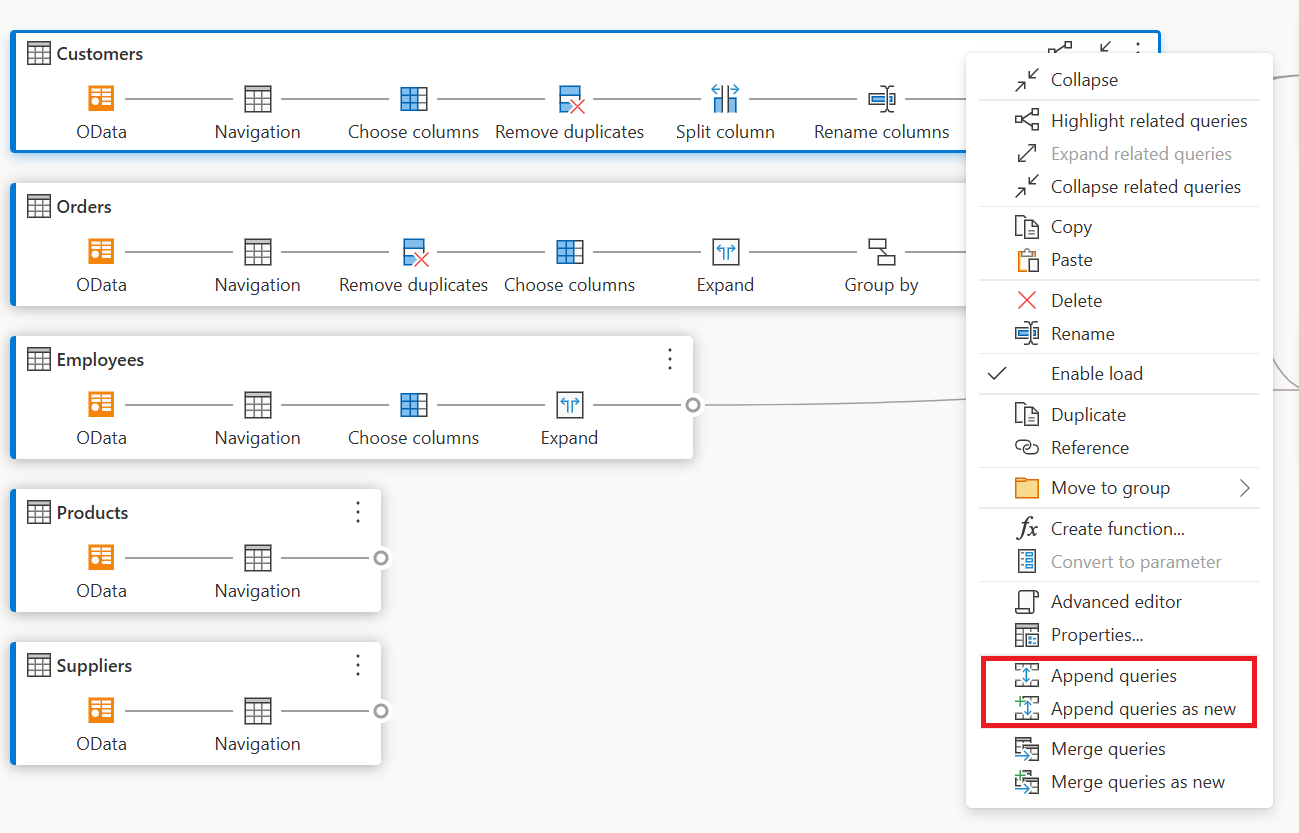 Customers
OData
Navigation
Choose columns
Remove duplicates
Split column
Rename columns
Orders
OData
Navigation
Remove duplicates
Choose columns
Expand
Group by
Employees
OData
Navigation
Choose columns
Expand
Products
OData
Navigation
Suppliers
OData
Navigation
Collapse
Highlight related queries
Expand related queries
Collapse related queries
Copy
Paste
Delete
Rename
Enable load
Duplicate
Reference
Move to group
fx Create function...
Convert to parameter
Advanced editor
Properties...
Append queries
Append queries as new
Merge queries
Merge queries as new